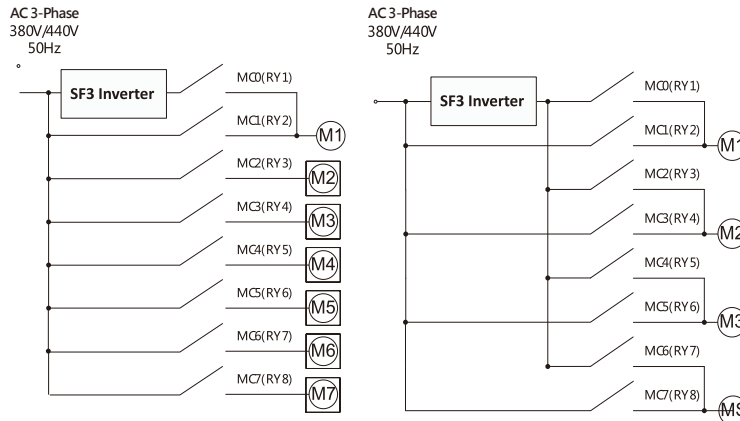 AC 3-Phase
380V/440V
50Hz
SF3 Inverter
MC0(RY1)
MC1(RY2)
M1
MC2(RY3)
M2
MC3(RY4)
M3
MC4(RY5)
M4
MC5(RY6)
M5
MC6(RY7)
M6
MC7(RY8)
M7
AC 3-Phase
380V/440V
50Hz
SF3 Inverter
MC0(RY1)
MC1(RY2)
M1
MC2(RY3)
MC3(RY4)
M2
MC4(RY5)
MC5(RY6)
M3
MC6(RY7)
MC7(RY8)